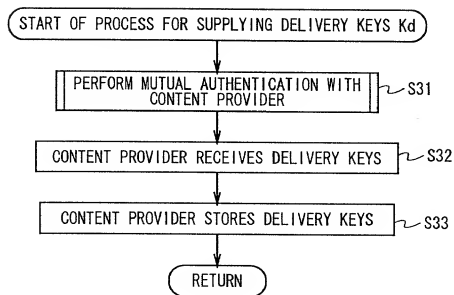 START OF PROCESS FOR SUPPLYING DELIVERY KEYS Kd
PERFORM MUTUAL AUTHENTICATION WITH
CONTENT PROVIDER
S31
CONTENT PROVIDER RECEIVES DELIVERY KEYS
S32
CONTENT PROVIDER STORES DELIVERY KEYS
S33
RETURN